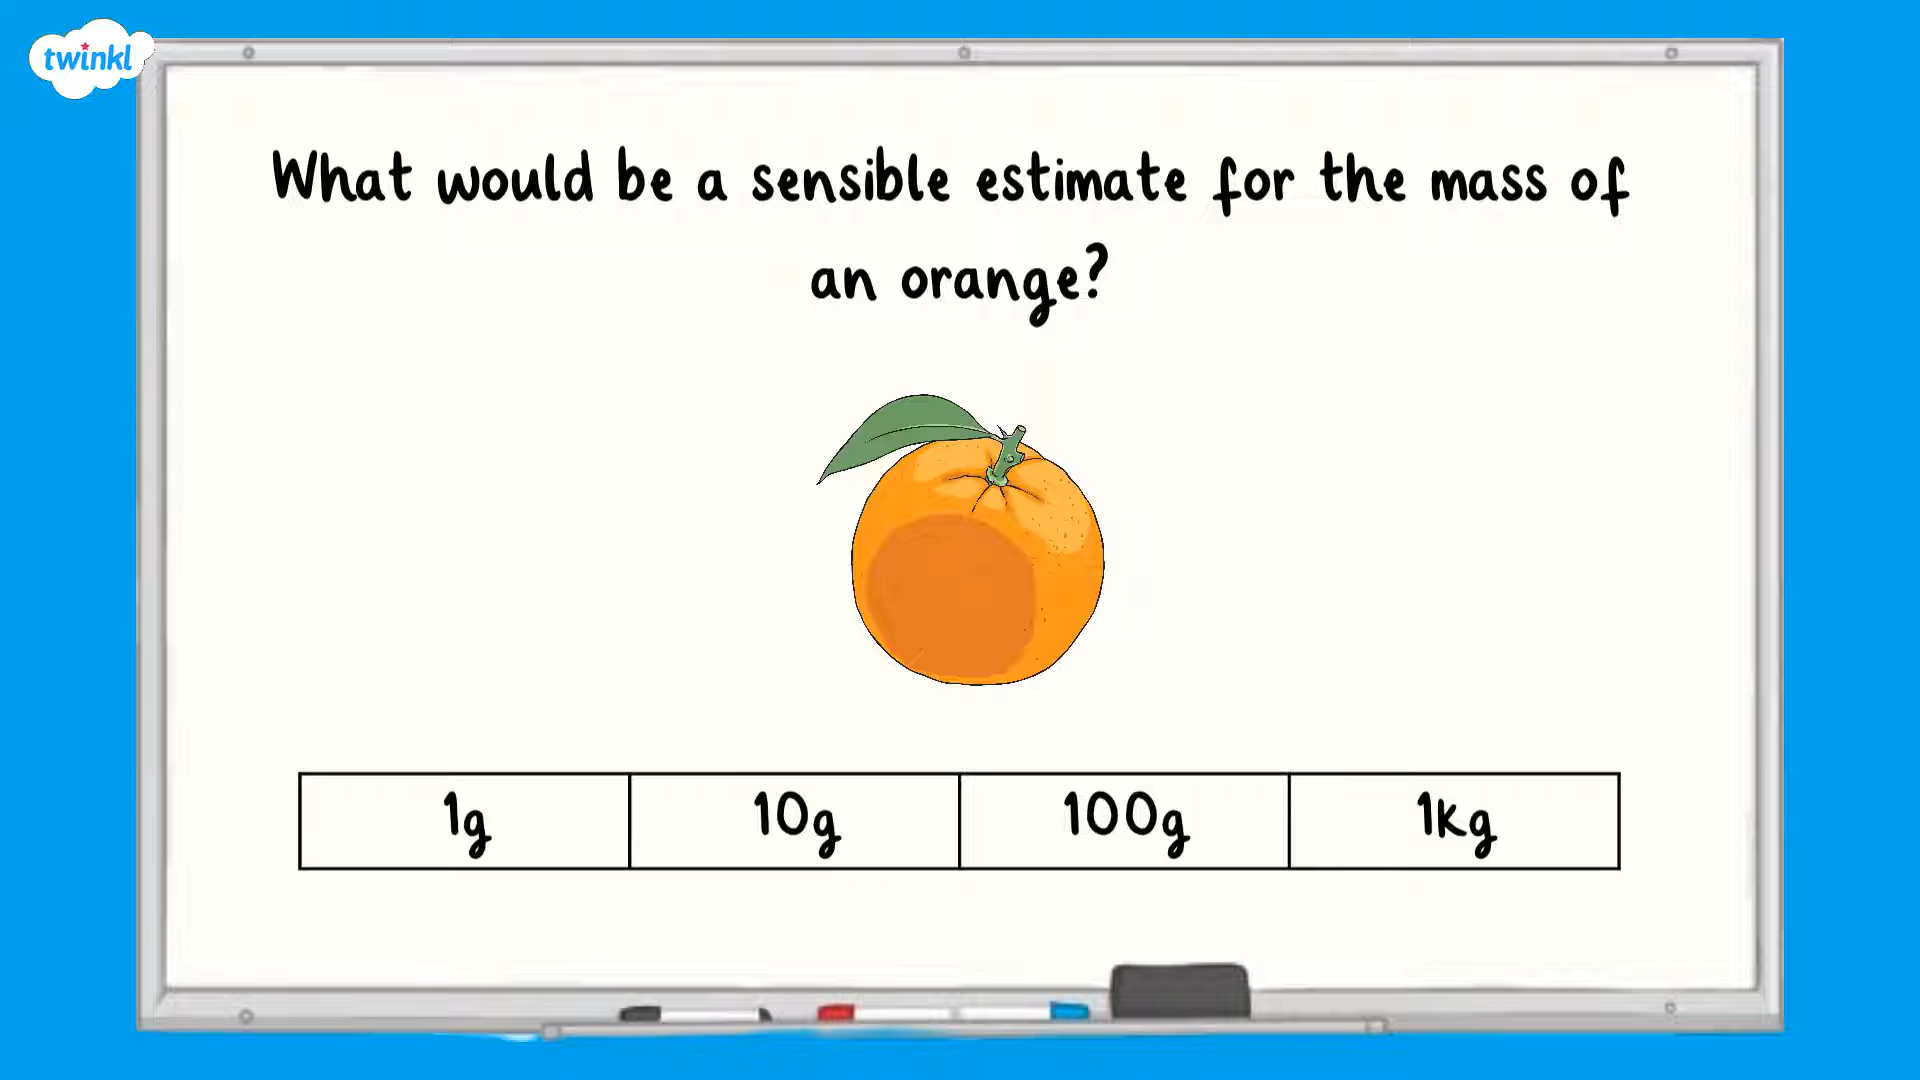 twinkl
What would be a sensible estimate for the mass of
an orange?
1g 10g 100g 1kg